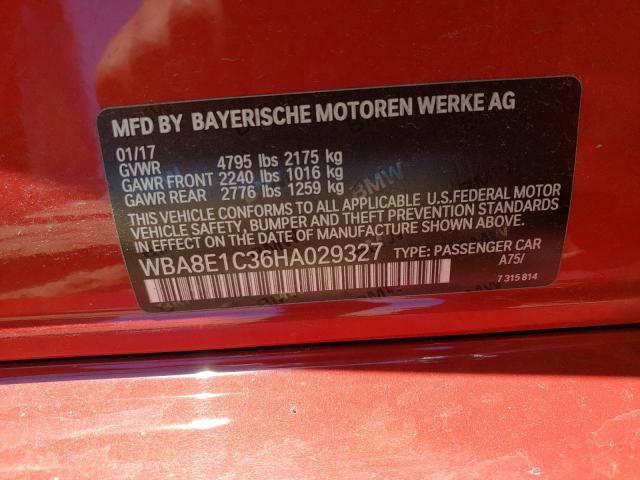 MFD BY BAYERISCHE MOTOREN WERKE AG
01/17
GVWR 4795 lbs 2175 kg
GAWR FRONT 2240 lbs 1016 kg
GAWR REAR 2776 lbs 1259 kg
THIS VEHICLE CONFORMS TO ALL APPLICABLE U.S.FEDERAL MOTOR
VEHICLE SAFETY, BUMPER AND THEFT PREVENTION STANDARDS
IN EFFECT ON THE DATE OF MANUFACTURE SHOWN ABOVE.
WBA8E1C36HA029327 TYPE: PASSENGER CAR
A75/
7 315 814